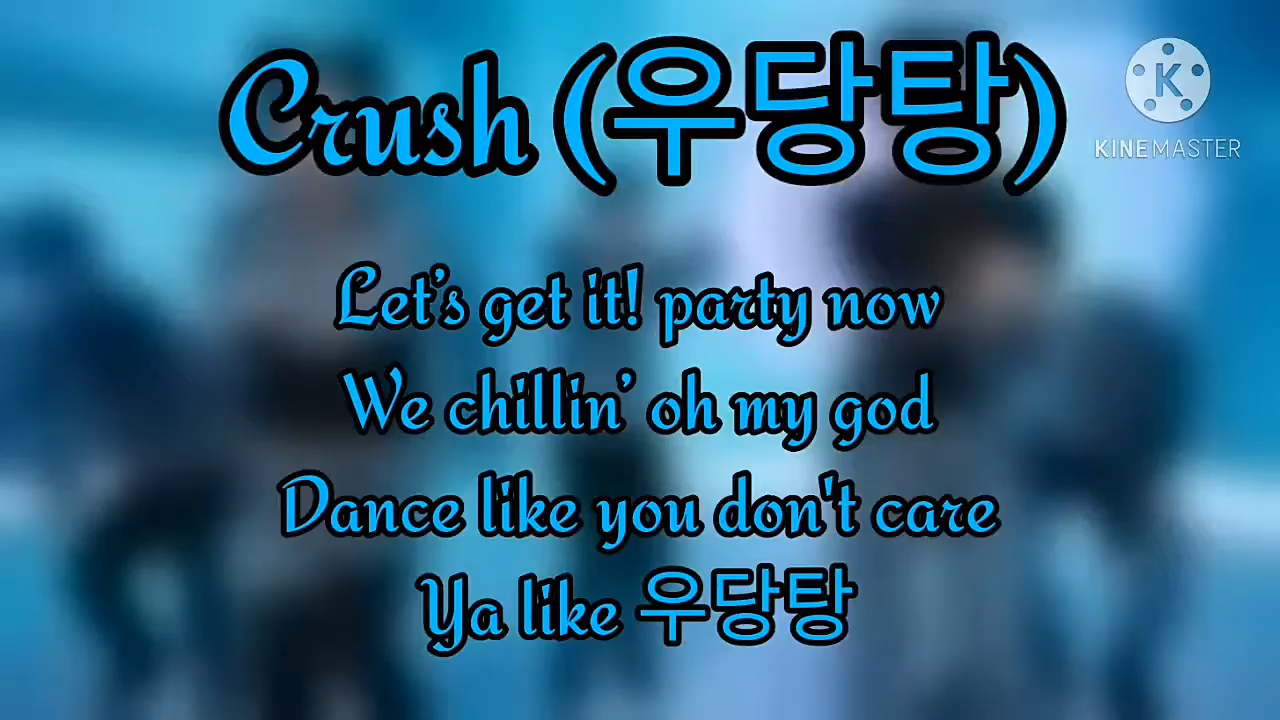 Crush (우당탕)
KINEMASTER
Let's get it! party now
We chillin' oh my god
Dance like you don't care
Ya like 우당탕